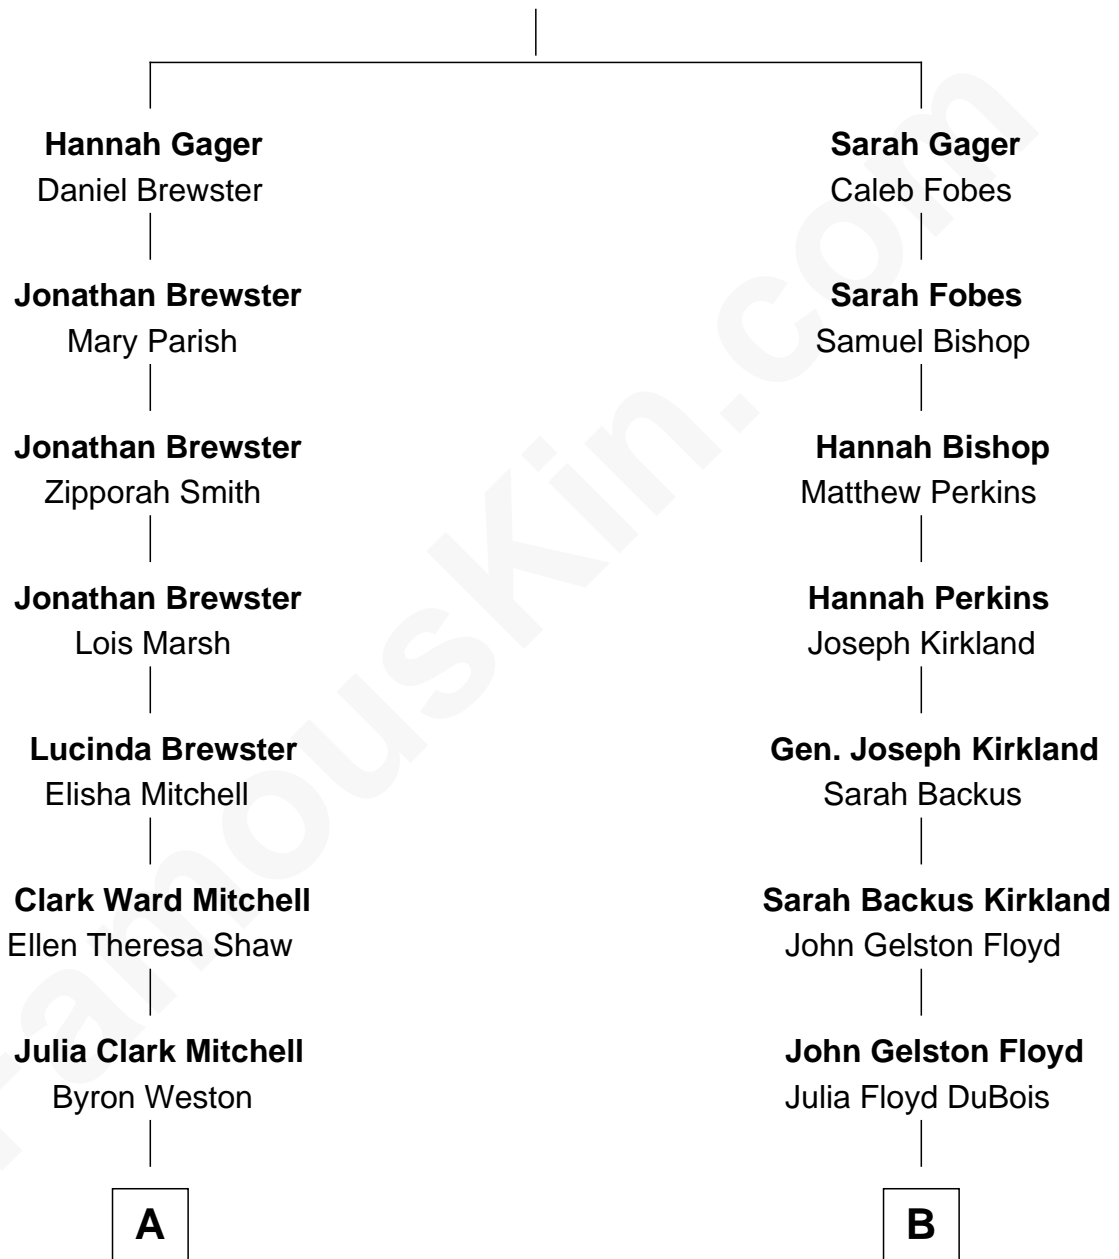 Hannah Gager
Daniel Brewster
Jonathan Brewster
Mary Parish
Jonathan Brewster
Zipporah Smith
Jonathan Brewster
Lois Marsh
Lucinda Brewster
Elisha Mitchell
Clark Ward Mitchell
Ellen Theresa Shaw
Julia Clark Mitchell
Byron Weston
A
Sarah Gager
Caleb Fobes
Sarah Fobes
Samuel Bishop
Hannah Bishop
Matthew Perkins
Hannah Perkins
Joseph Kirkland
Gen. Joseph Kirkland
Sarah Backus
Sarah Backus Kirkland
John Gelston Floyd
John Gelston Floyd
Julia Floyd DuBois
B
FamousKin.com